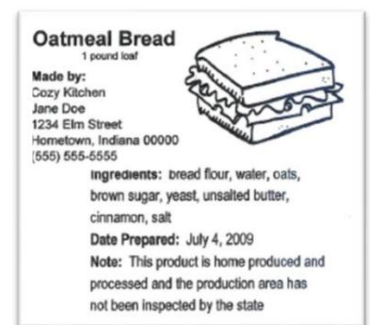 Oatmeal Bread
1 pound loaf
Made by:
Cozy Kitchen
Jane Doe
1234 Elm Street
Hometown, Indiana 00000
(555) 555-5555
Ingredients: bread flour, water, oats,
brown sugar, yeast, unsalted butter,
cinnamon, salt
Date Prepared: July 4, 2009
Note: This product is home produced and
processed and the production area has
not been inspected by the state